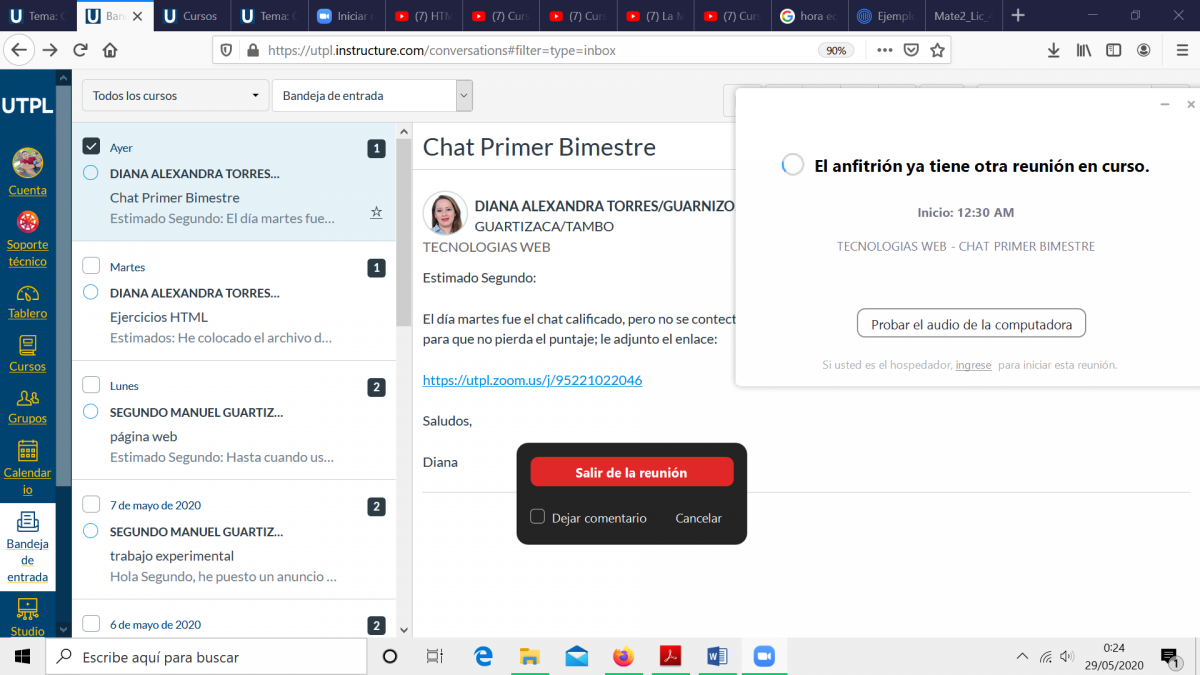 Tema: C
Ban
Cursos
Tema: C
Iniciar
(7) HTM
(7) Curs
(7) Curs
(7) La M
(7) Curs
hora ec
Ejempl
Mate2_Lic_
https://utpl.instructure.com/conversations#filter=type=inbox
90%
UTPL
Cuenta
Soporte
técnico
Tablero
Cursos
Grupos
Calendar
io
Bandeja
de
entrada
Studio
Todos los cursos
Bandeja de entrada
Ayer
1
DIANA ALEXANDRA TORRES...
Chat Primer Bimestre
Estimado Segundo: El día martes fue...
Martes
1
DIANA ALEXANDRA TORRES...
Ejercicios HTML
Estimados: He colocado el archivo d...
Lunes
2
SEGUNDO MANUEL GUARTIZ...
página web
Estimado Segundo: Hasta cuando us...
7 de mayo de 2020
2
SEGUNDO MANUEL GUARTIZ...
trabajo experimental
Hola Segundo, he puesto un anuncio ...
6 de mayo de 2020
2
Chat Primer Bimestre
DIANA ALEXANDRA TORRES/GUARNIZO
GUARTIZACA/TAMBO
TECNOLOGIAS WEB
Estimado Segundo:
El día martes fue el chat calificado, pero no se contect
para que no pierda el puntaje; le adjunto el enlace:
https://utpl.zoom.us/j/95221022046
Saludos,
Diana
El anfitrión ya tiene otra reunión en curso.
Inicio: 12:30 AM
TECNOLOGIAS WEB - CHAT PRIMER BIMESTRE
Probar el audio de la computadora
Si usted es el hospedador, ingrese para iniciar esta reunión.
Salir de la reunión
Dejar comentario
Cancelar
Escribe aquí para buscar
0:24
29/05/2020
1